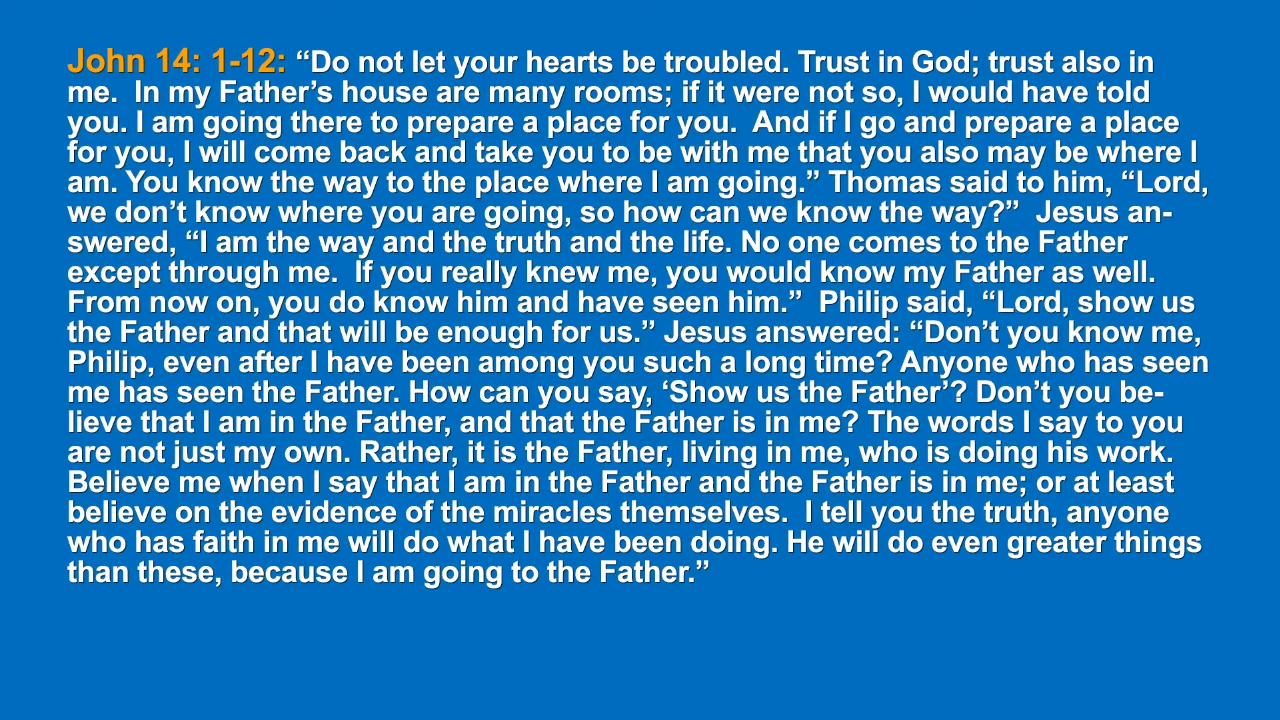 John 14: 1-12: “Do not let your hearts be troubled. Trust in God; trust also in
me.  In my Father’s house are many rooms; if it were not so, I would have told
you. I am going there to prepare a place for you.  And if I go and prepare a place
for you, I will come back and take you to be with me that you also may be where I
am. You know the way to the place where I am going.” Thomas said to him, “Lord,
we don’t know where you are going, so how can we know the way?”  Jesus an-
swered, “I am the way and the truth and the life. No one comes to the Father
except through me.  If you really knew me, you would know my Father as well.
From now on, you do know him and have seen him.”  Philip said, “Lord, show us
the Father and that will be enough for us.” Jesus answered: “Don’t you know me,
Philip, even after I have been among you such a long time? Anyone who has seen
me has seen the Father. How can you say, ‘Show us the Father’? Don’t you be-
lieve that I am in the Father, and that the Father is in me? The words I say to you
are not just my own. Rather, it is the Father, living in me, who is doing his work.
Believe me when I say that I am in the Father and the Father is in me; or at least
believe on the evidence of the miracles themselves.  I tell you the truth, anyone
who has faith in me will do what I have been doing. He will do even greater things
than these, because I am going to the Father.”